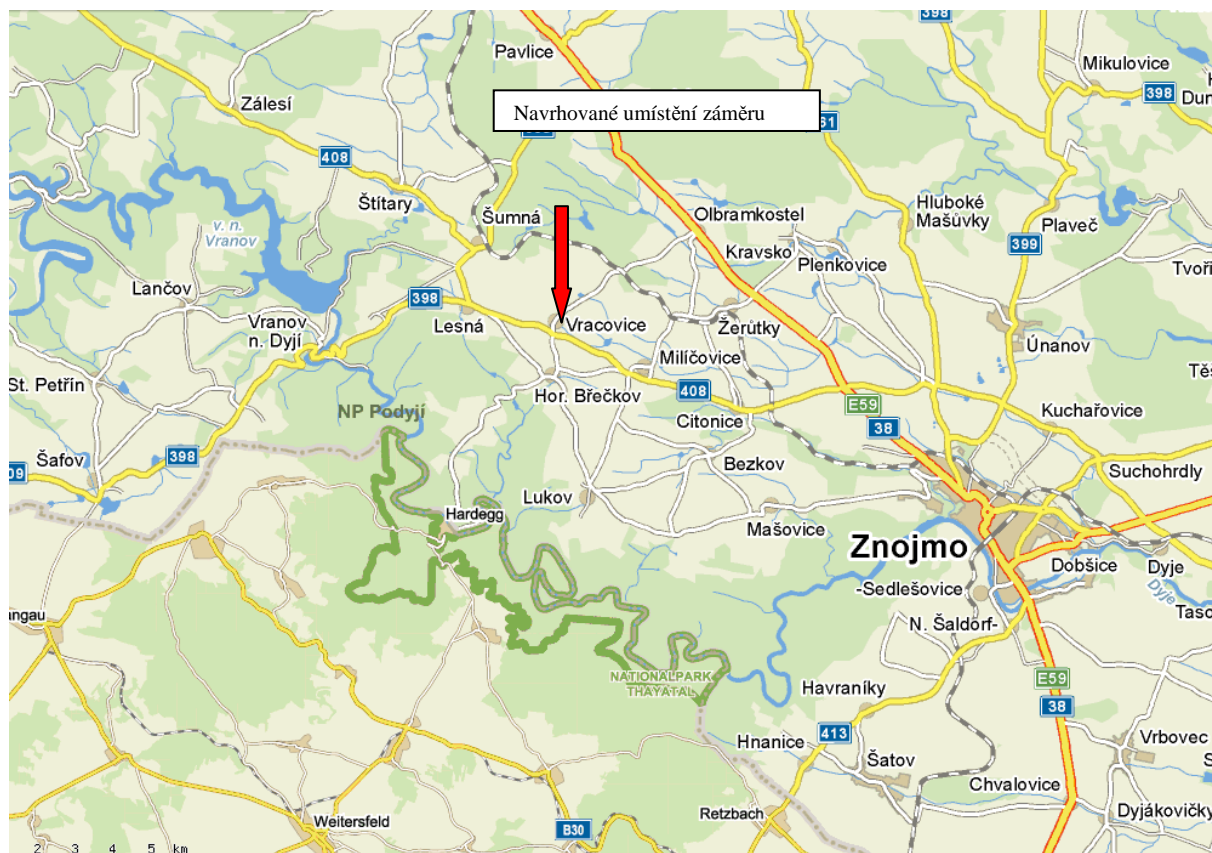 398
Pavlice
Mikulovice
398
Zálesí
Navrhované umístění záměru
408
Štítary
Šumná
Olbramkostel
Hluboké
Mašůvky
Plaveč
v. n.
Vranov
Kravsko
Plenkovice
399
Lančov
398
Vranov
n. Dyjí
Lesná
Vracovice
Žerůtky
Únanov
St. Petřín
Milíčovice
408
Hor. Břečkov
NP Podyjí
E59
38
Citonice
Kuchařovice
Šafov
398
Bezkov
Suchohrdly
Lukov
Hardegg
Mašovice
Znojmo
Dobšice
Dyje
Dyje
-Sedlešovice
N. Šaldorf-
NATIONALPARK
THAYATAL
Havraníky
E59
38
413
Hnanice
Šatov
Vrbovec
Chvalovice
Retzbach
Dyjákovičky
Weitersfeld
B30
2 3 4 5 km